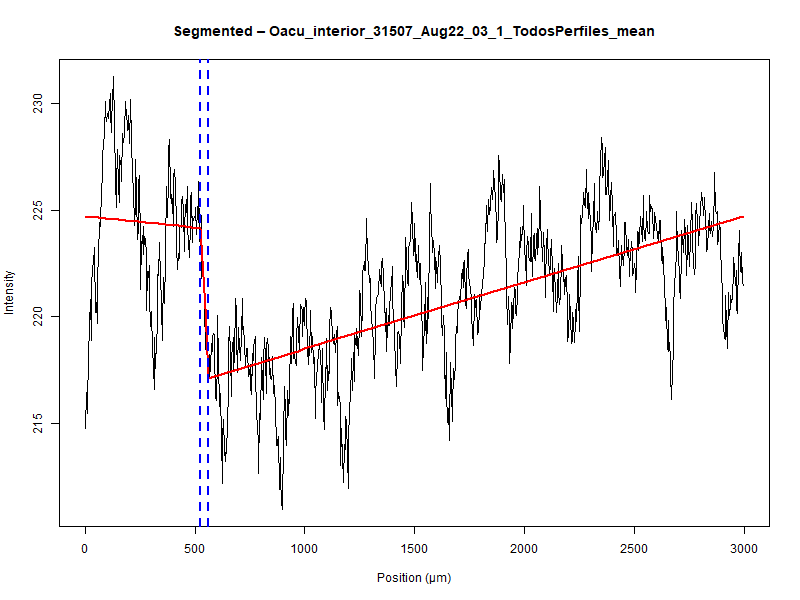 Segmented – Oacu_interior_31507_Aug22_03_1_TodosPerfiles_mean
230
225
220
215
Intensity
0 500 1000 1500 2000 2500 3000
Position (µm)